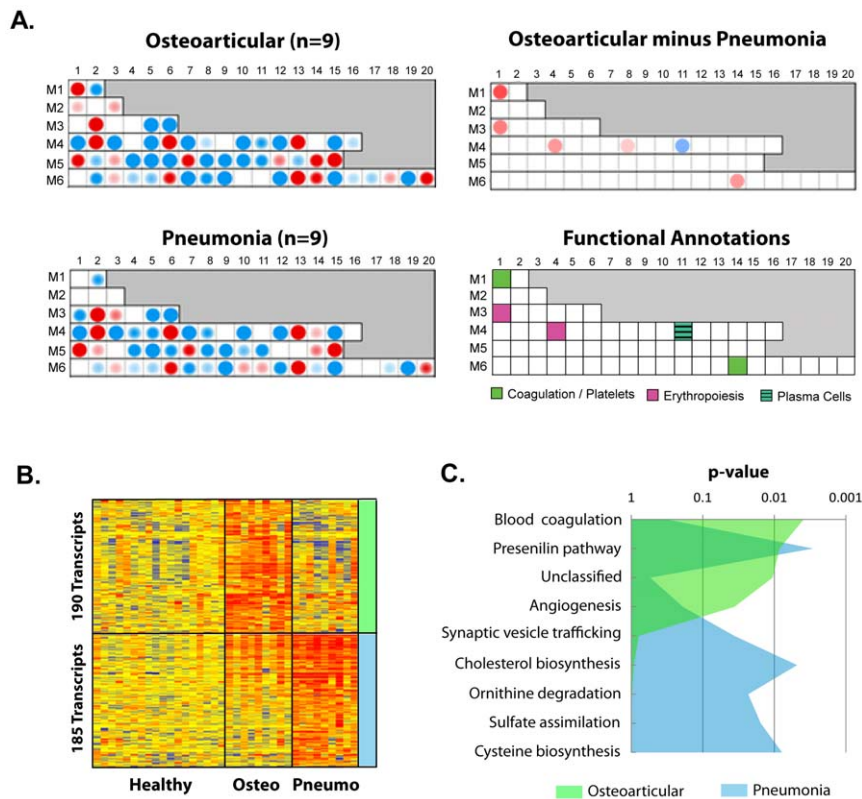 A.
Osteoarticular (n=9)
1 2 3 4 5 6 7 8 9 10 11 12 13 14 15 16 17 18 19 20
M1
M2
M3
M4
M5
M6
Osteoarticular minus Pneumonia
1 2 3 4 5 6 7 8 9 10 11 12 13 14 15 16 17 18 19 20
M1
M2
M3
M4
M5
M6
Pneumonia (n=9)
1 2 3 4 5 6 7 8 9 10 11 12 13 14 15 16 17 18 19 20
M1
M2
M3
M4
M5
M6
Functional Annotations
1 2 3 4 5 6 7 8 9 10 11 12 13 14 15 16 17 18 19 20
M1
M2
M3
M4
M5
M6
Coagulation / Platelets Erythropoiesis Plasma Cells
B.
190 Transcripts
185 Transcripts
Healthy Osteo Pneumo
C.
p-value
1 0.1 0.01 0.001
Blood coagulation
Presenilin pathway
Unclassified
Angiogenesis
Synaptic vesicle trafficking
Cholesterol biosynthesis
Ornithine degradation
Sulfate assimilation
Cysteine biosynthesis
Osteoarticular Pneumonia